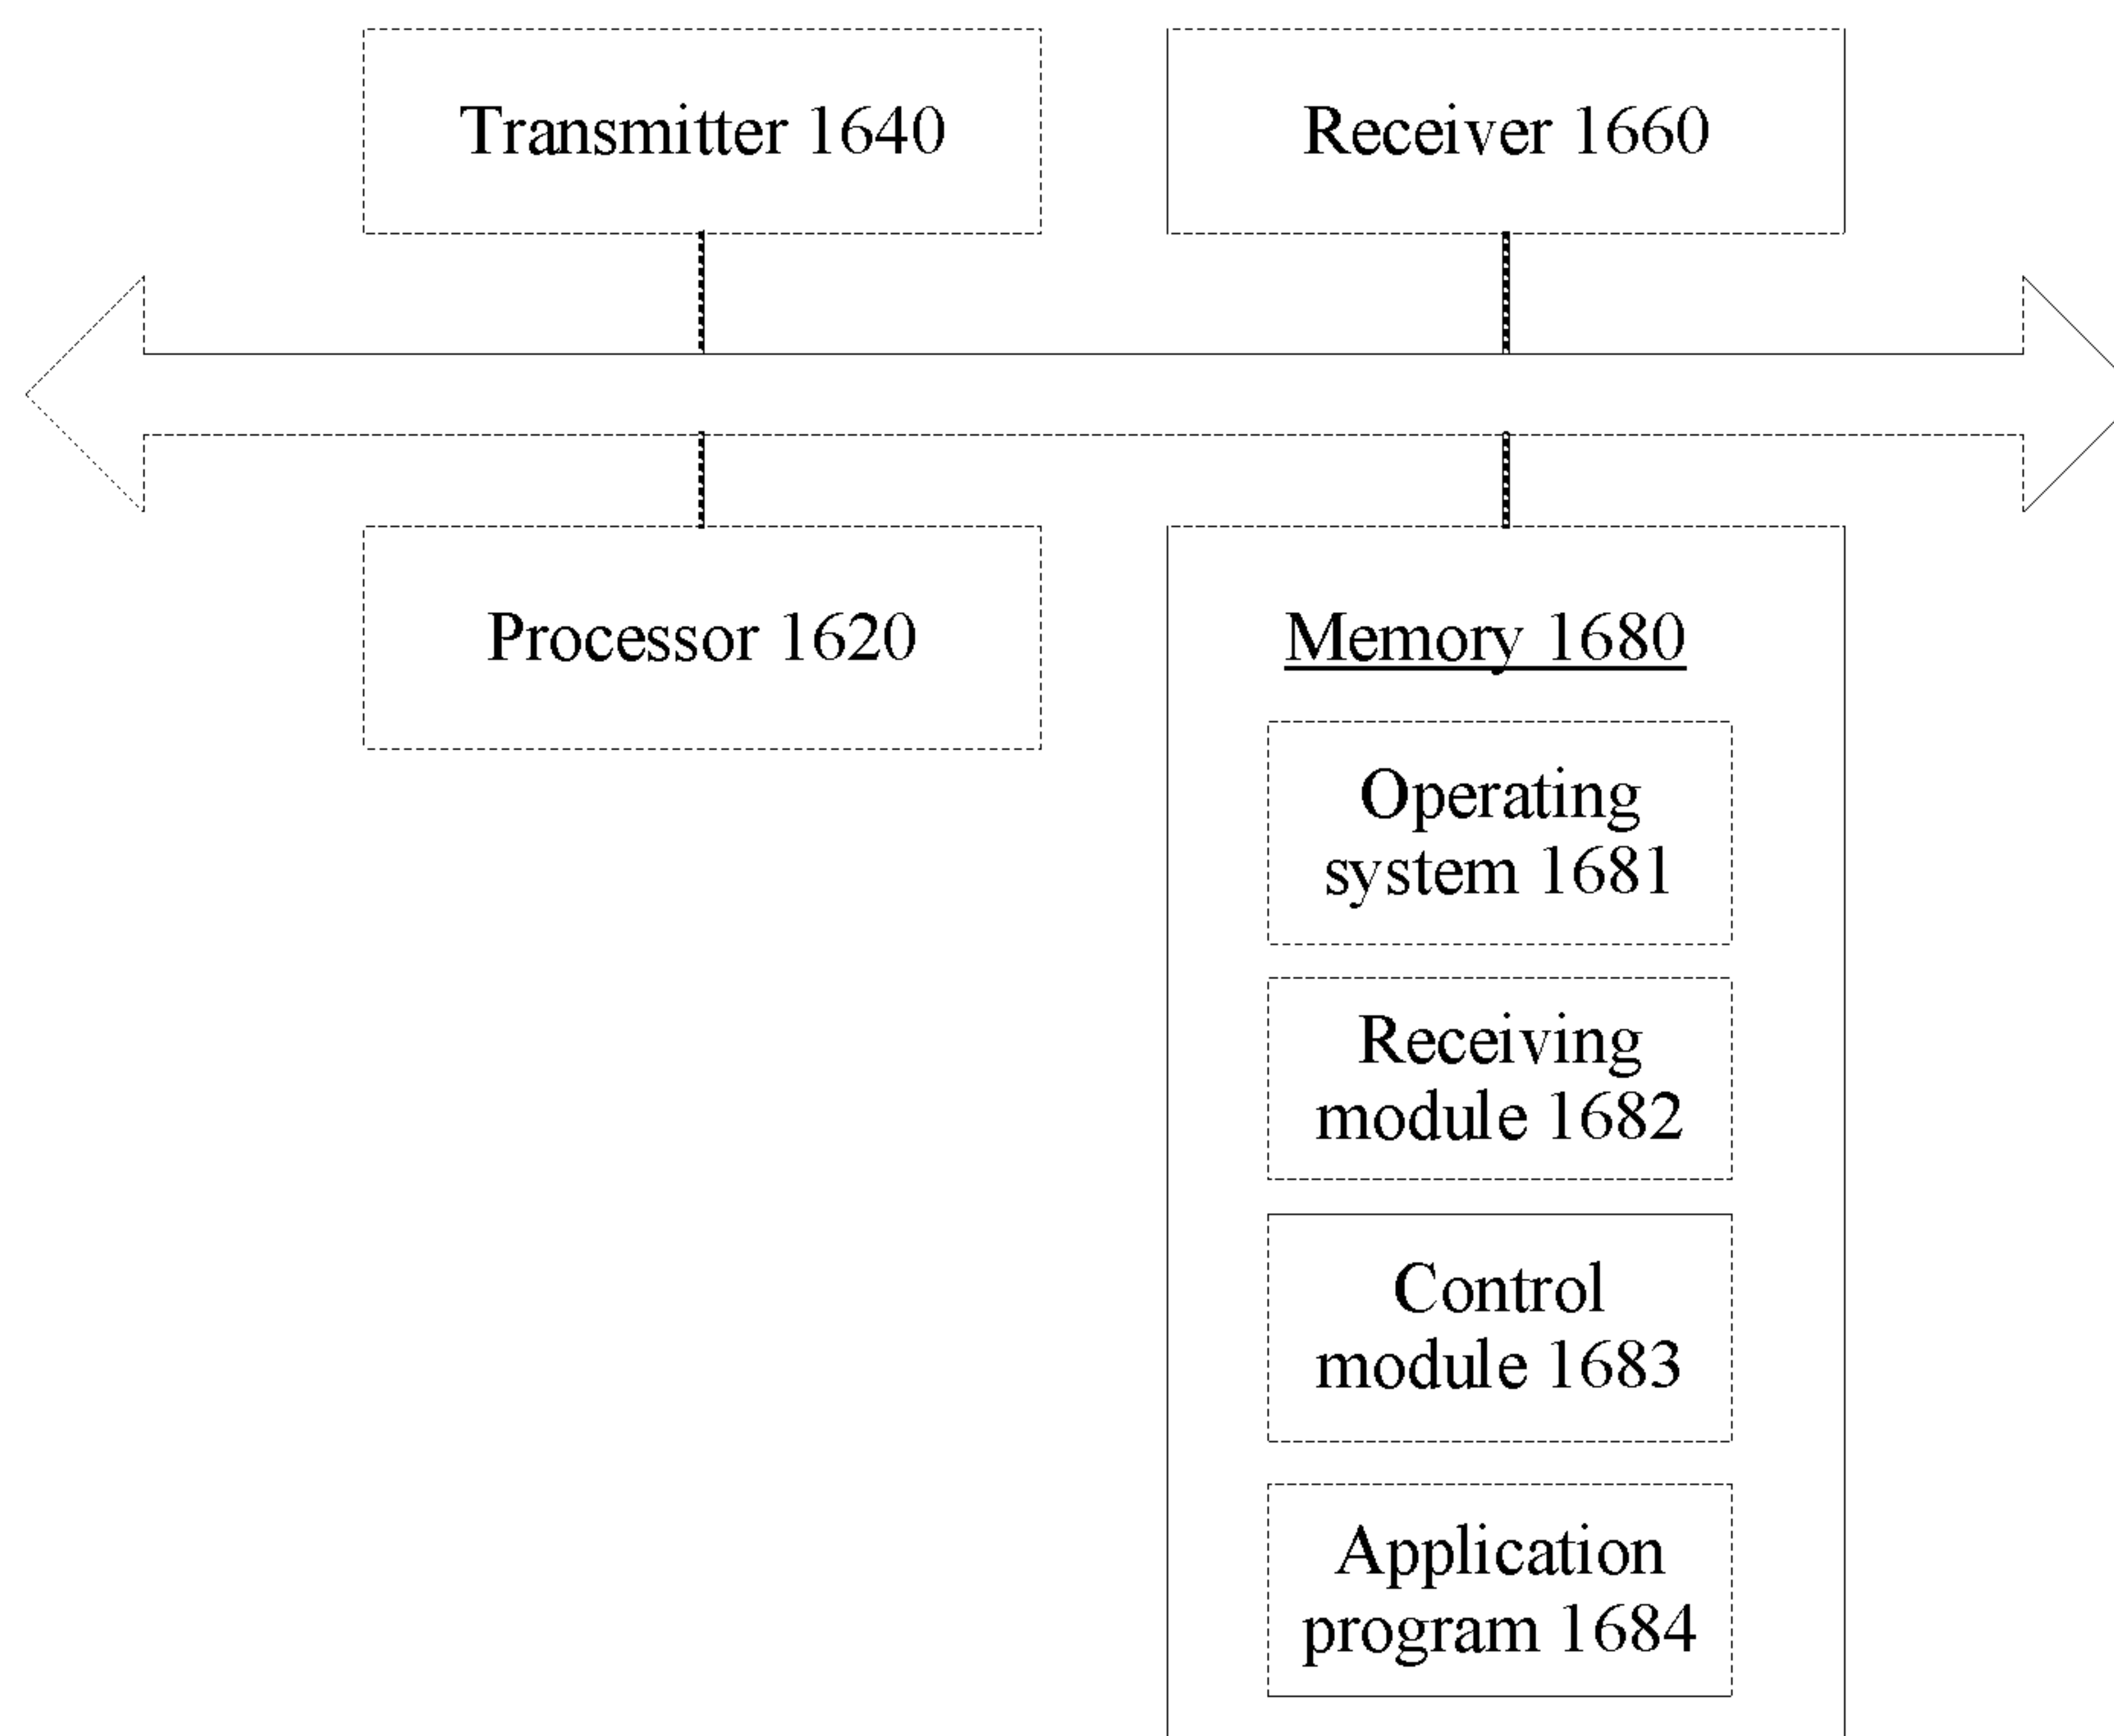 Transmitter 1640
Receiver 1660
Processor 1620
Memory 1680
Operating
system 1681
Receiving
module 1682
Control
module 1683
Application
program 1684